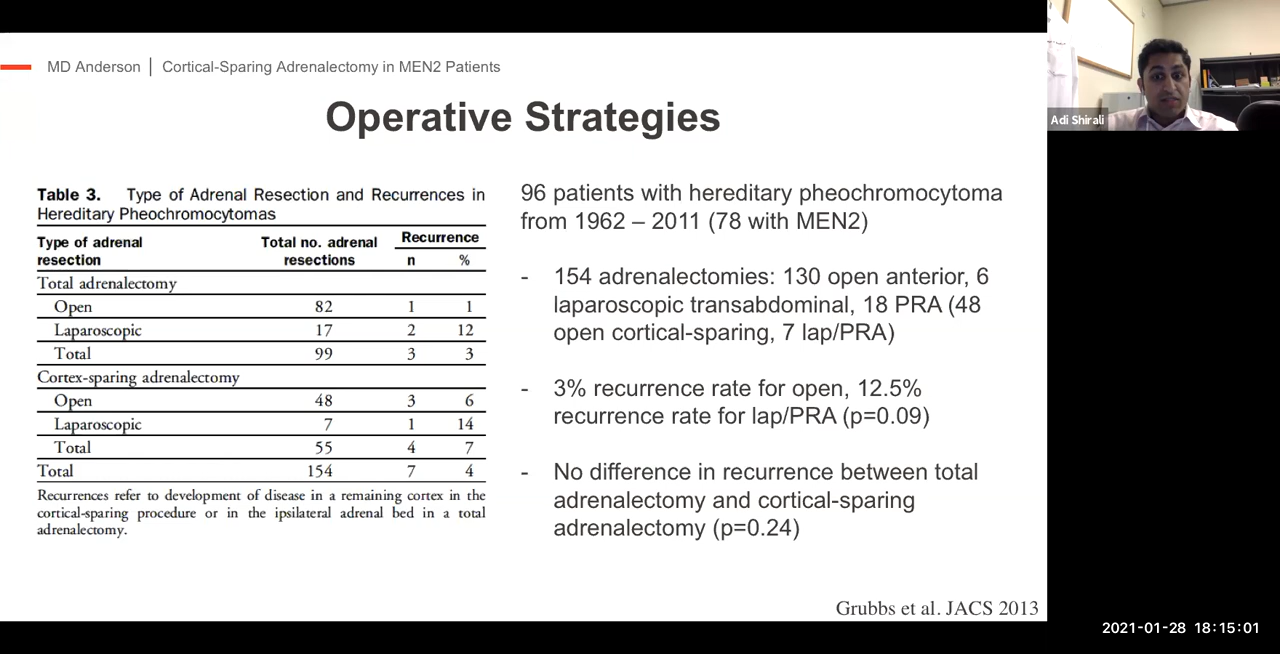 MD Anderson | Cortical-Sparing Adrenalectomy in MEN2 Patients
Operative Strategies
Table 3. Type of Adrenal Resection and Recurrences in
Hereditary Pheochromocytomas
Type of adrenal resection Total no. adrenal resections Recurrence
n %
Total adrenalectomy
Open 82 1 1
Laparoscopic 17 2 12
Total 99 3 3
Cortex-sparing adrenalectomy
Open 48 3 6
Laparoscopic 7 1 14
Total 55 4 7
Total 154 7 4
Recurrences refer to development of disease in a remaining cortex in the
cortical-sparing procedure or in the ipsilateral adrenal bed in a total
adrenalectomy.
96 patients with hereditary pheochromocytoma
from 1962 – 2011 (78 with MEN2)
- 154 adrenalectomies: 130 open anterior, 6
laparoscopic transabdominal, 18 PRA (48
open cortical-sparing, 7 lap/PRA)
- 3% recurrence rate for open, 12.5%
recurrence rate for lap/PRA (p=0.09)
- No difference in recurrence between total
adrenalectomy and cortical-sparing
adrenalectomy (p=0.24)
Grubbs et al. JACS 2013
Adi Shirali
2021-01-28 18:15:01